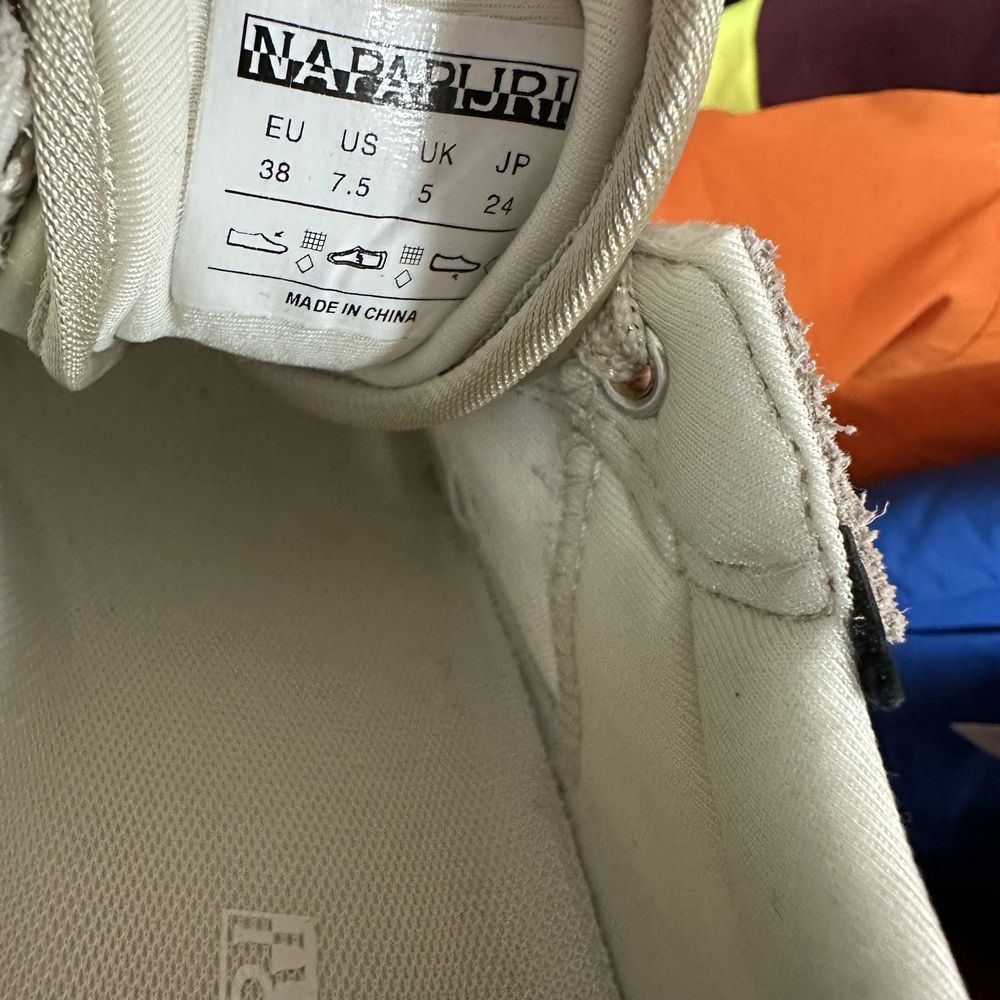 NAPAPIJRI
EU US UK JP
38 7.5 5 24
MADE IN CHINA